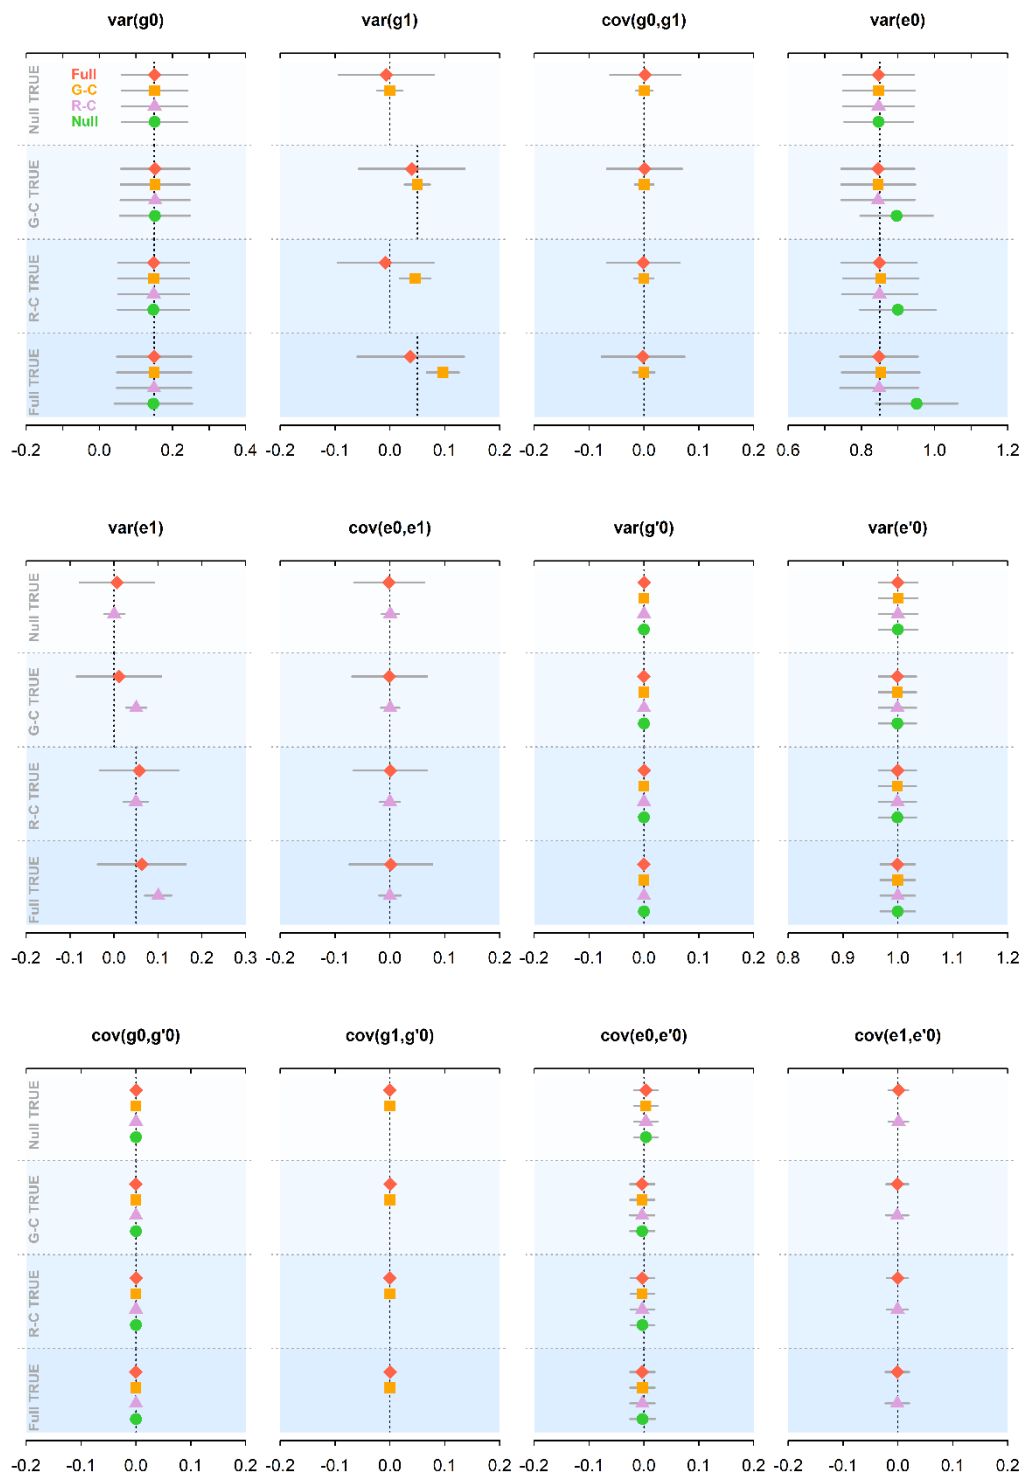 var(g0) var(g1) cov(g0,g1) var(e0)
Null TRUE
Full
G-C
R-C
Null
G-C TRUE
R-C TRUE
Full TRUE
-0.2 0.0 0.2 0.4 -0.2 -0.1 0.0 0.1 0.2 -0.2 -0.1 0.0 0.1 0.2 0.6 0.8 1.0 1.2
var(e1) cov(e0,e1) var(g'0) var(e'0)
Null TRUE
G-C TRUE
R-C TRUE
Full TRUE
-0.2 -0.1 0.0 0.1 0.2 0.3 -0.2 -0.1 0.0 0.1 0.2 -0.2 -0.1 0.0 0.1 0.2 0.8 0.9 1.0 1.1 1.2
cov(g0,g'0) cov(g1,g'0) cov(e0,e'0) cov(e1,e'0)
Null TRUE
G-C TRUE
R-C TRUE
Full TRUE
-0.2 -0.1 0.0 0.1 0.2 -0.2 -0.1 0.0 0.1 0.2 -0.2 -0.1 0.0 0.1 0.2 -0.2 -0.1 0.0 0.1 0.2